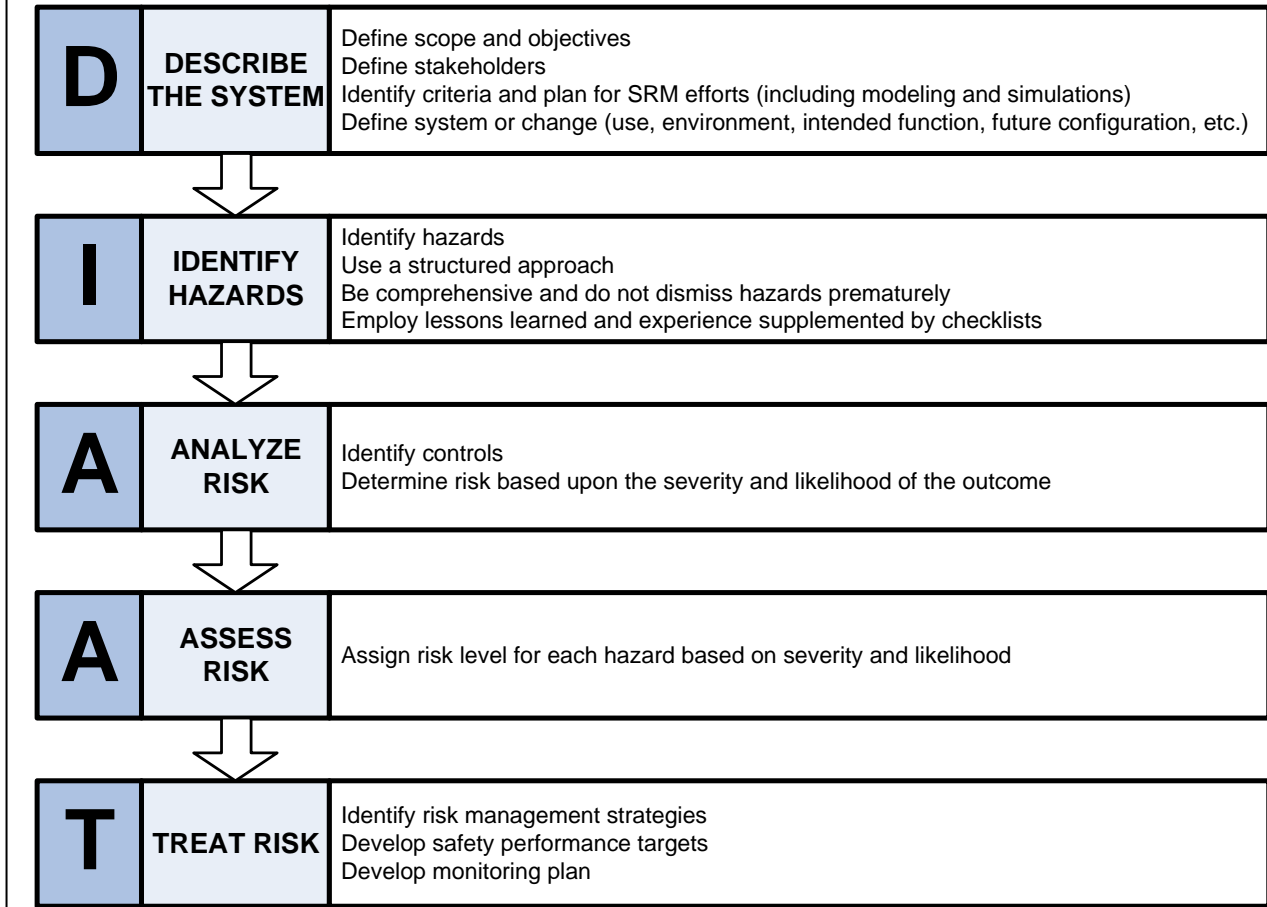 D
DESCRIBE
THE SYSTEM
Define scope and objectives
Define stakeholders
Identify criteria and plan for SRM efforts (including modeling and simulations)
Define system or change (use, environment, intended function, future configuration, etc.)
I
IDENTIFY
HAZARDS
Identify hazards
Use a structured approach
Be comprehensive and do not dismiss hazards prematurely
Employ lessons learned and experience supplemented by checklists
A
ANALYZE
RISK
Identify controls
Determine risk based upon the severity and likelihood of the outcome
A
ASSESS
RISK
Assign risk level for each hazard based on severity and likelihood
T
TREAT RISK
Identify risk management strategies
Develop safety performance targets
Develop monitoring plan